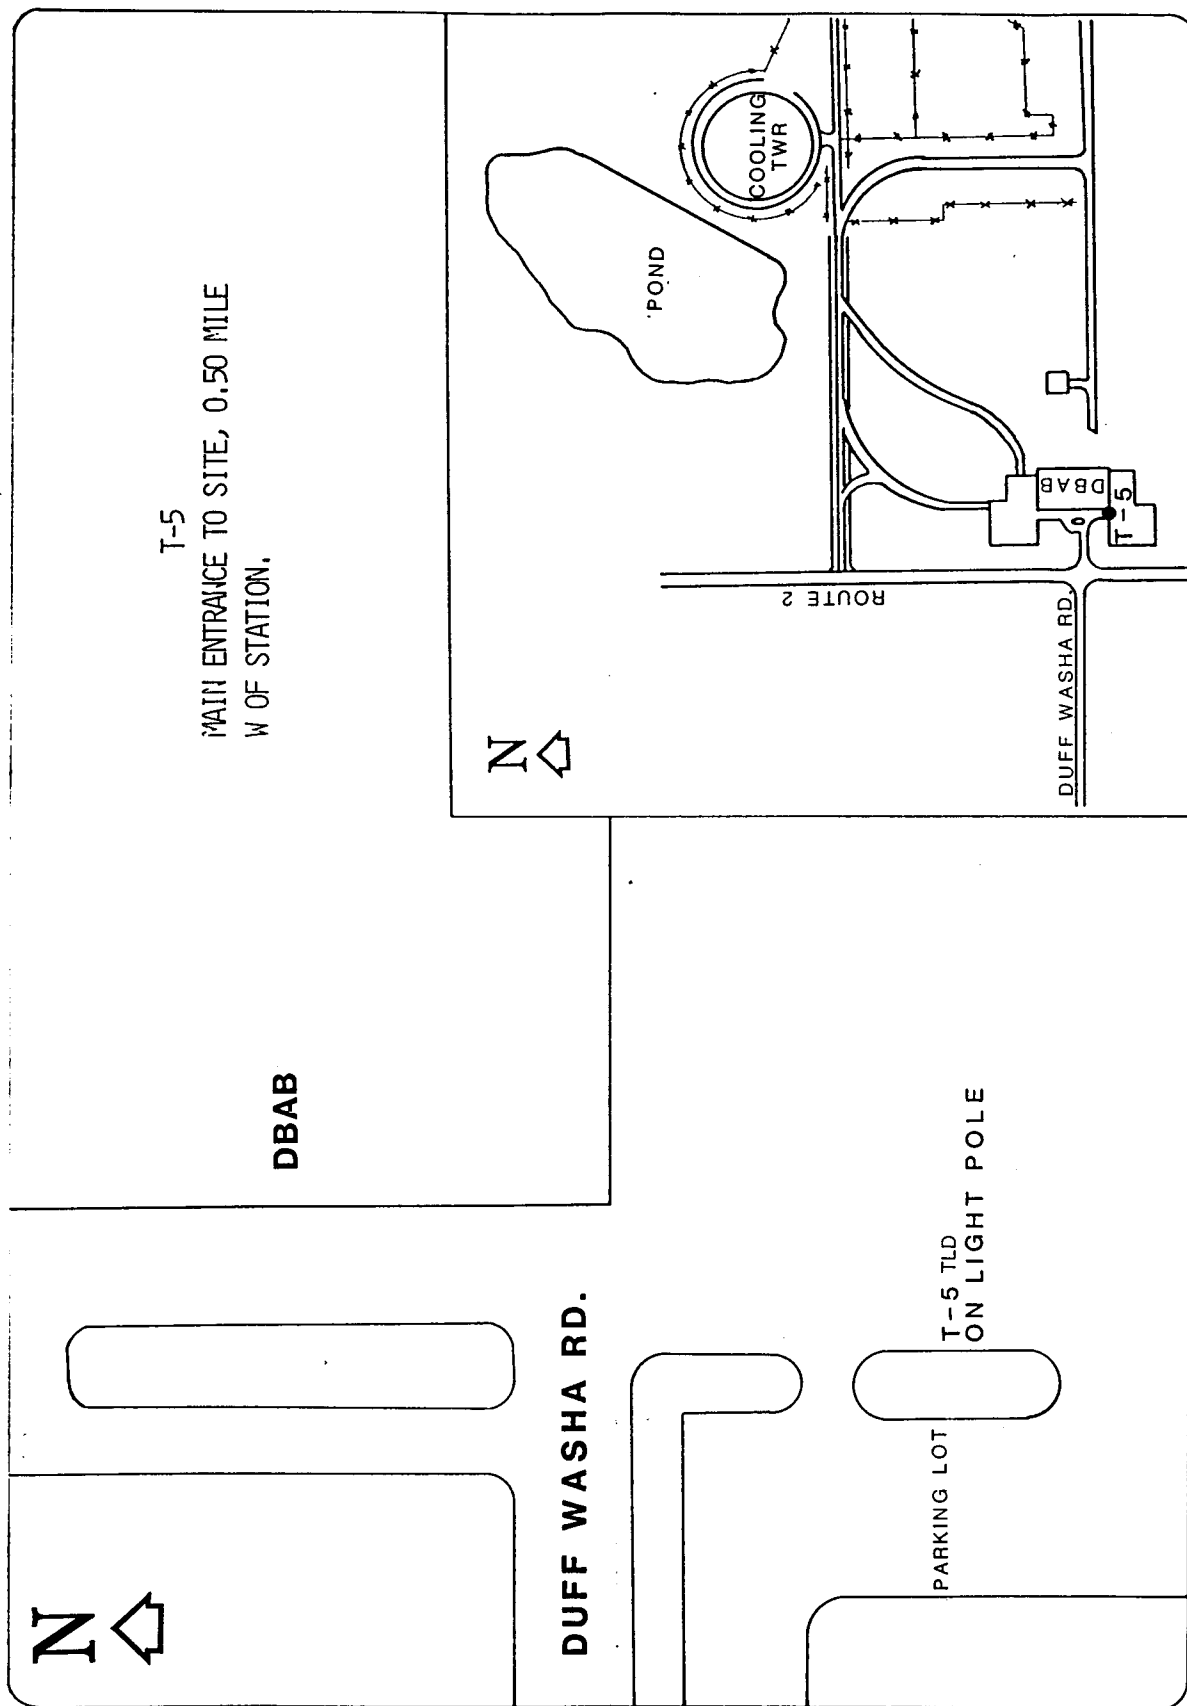 T-5
MAIN ENTRANCE TO SITE, 0.50 MILE
W OF STATION.
DBAB
N
DUFF WASHA RD.
T-5 TLD
ON LIGHT POLE
PARKING LOT
N
POND
COOLING
TWR
ROUTE 2
DBAB
T-5
DUFF WASHA RD.